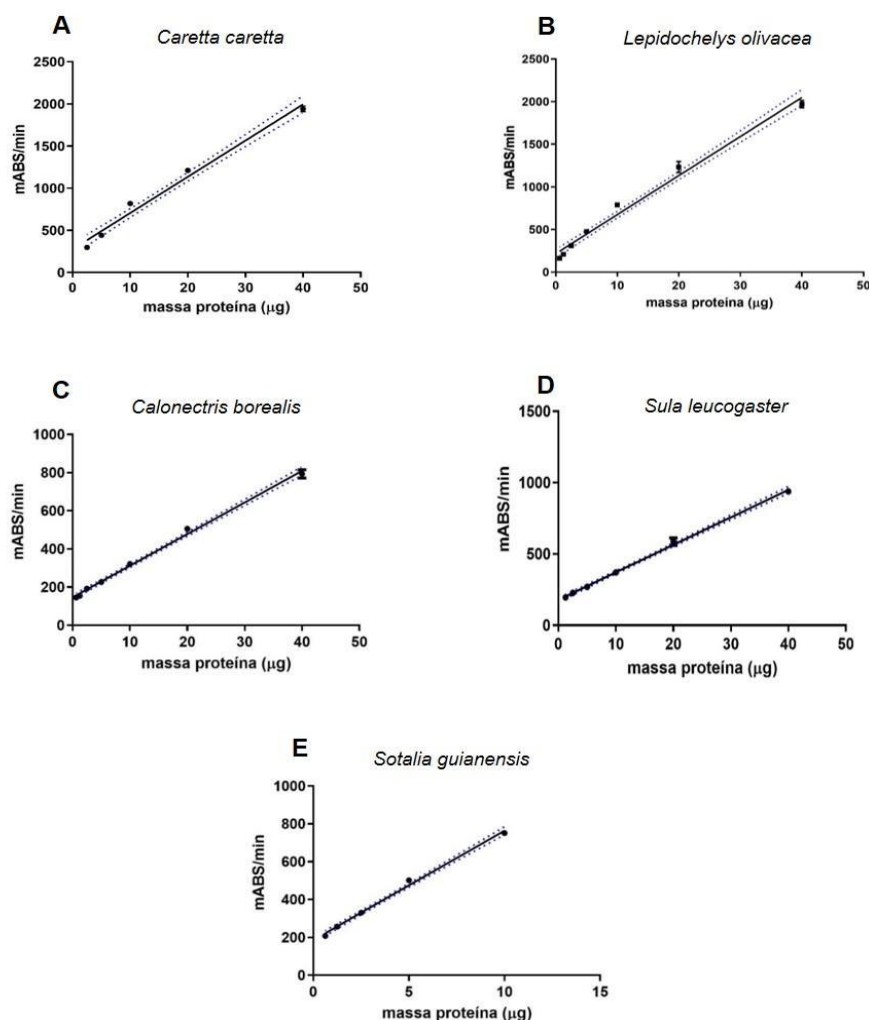 A
Caretta caretta
2500
2000
1500
1000
500
0
mABS/min
0 10 20 30 40 50
massa proteína (µg)
B
Lepidochelys olivacea
2500
2000
1500
1000
500
0
mABS/min
0 10 20 30 40 50
massa proteína (µg)
C
Calonectris borealis
1000
800
600
400
200
0
mABS/min
0 10 20 30 40 50
massa proteína (µg)
D
Sula leucogaster
1500
1000
500
0
mABS/min
0 10 20 30 40 50
massa proteína (µg)
E
Sotalia guianensis
1000
800
600
400
200
0
mABS/min
0 5 10 15
massa proteína (µg)